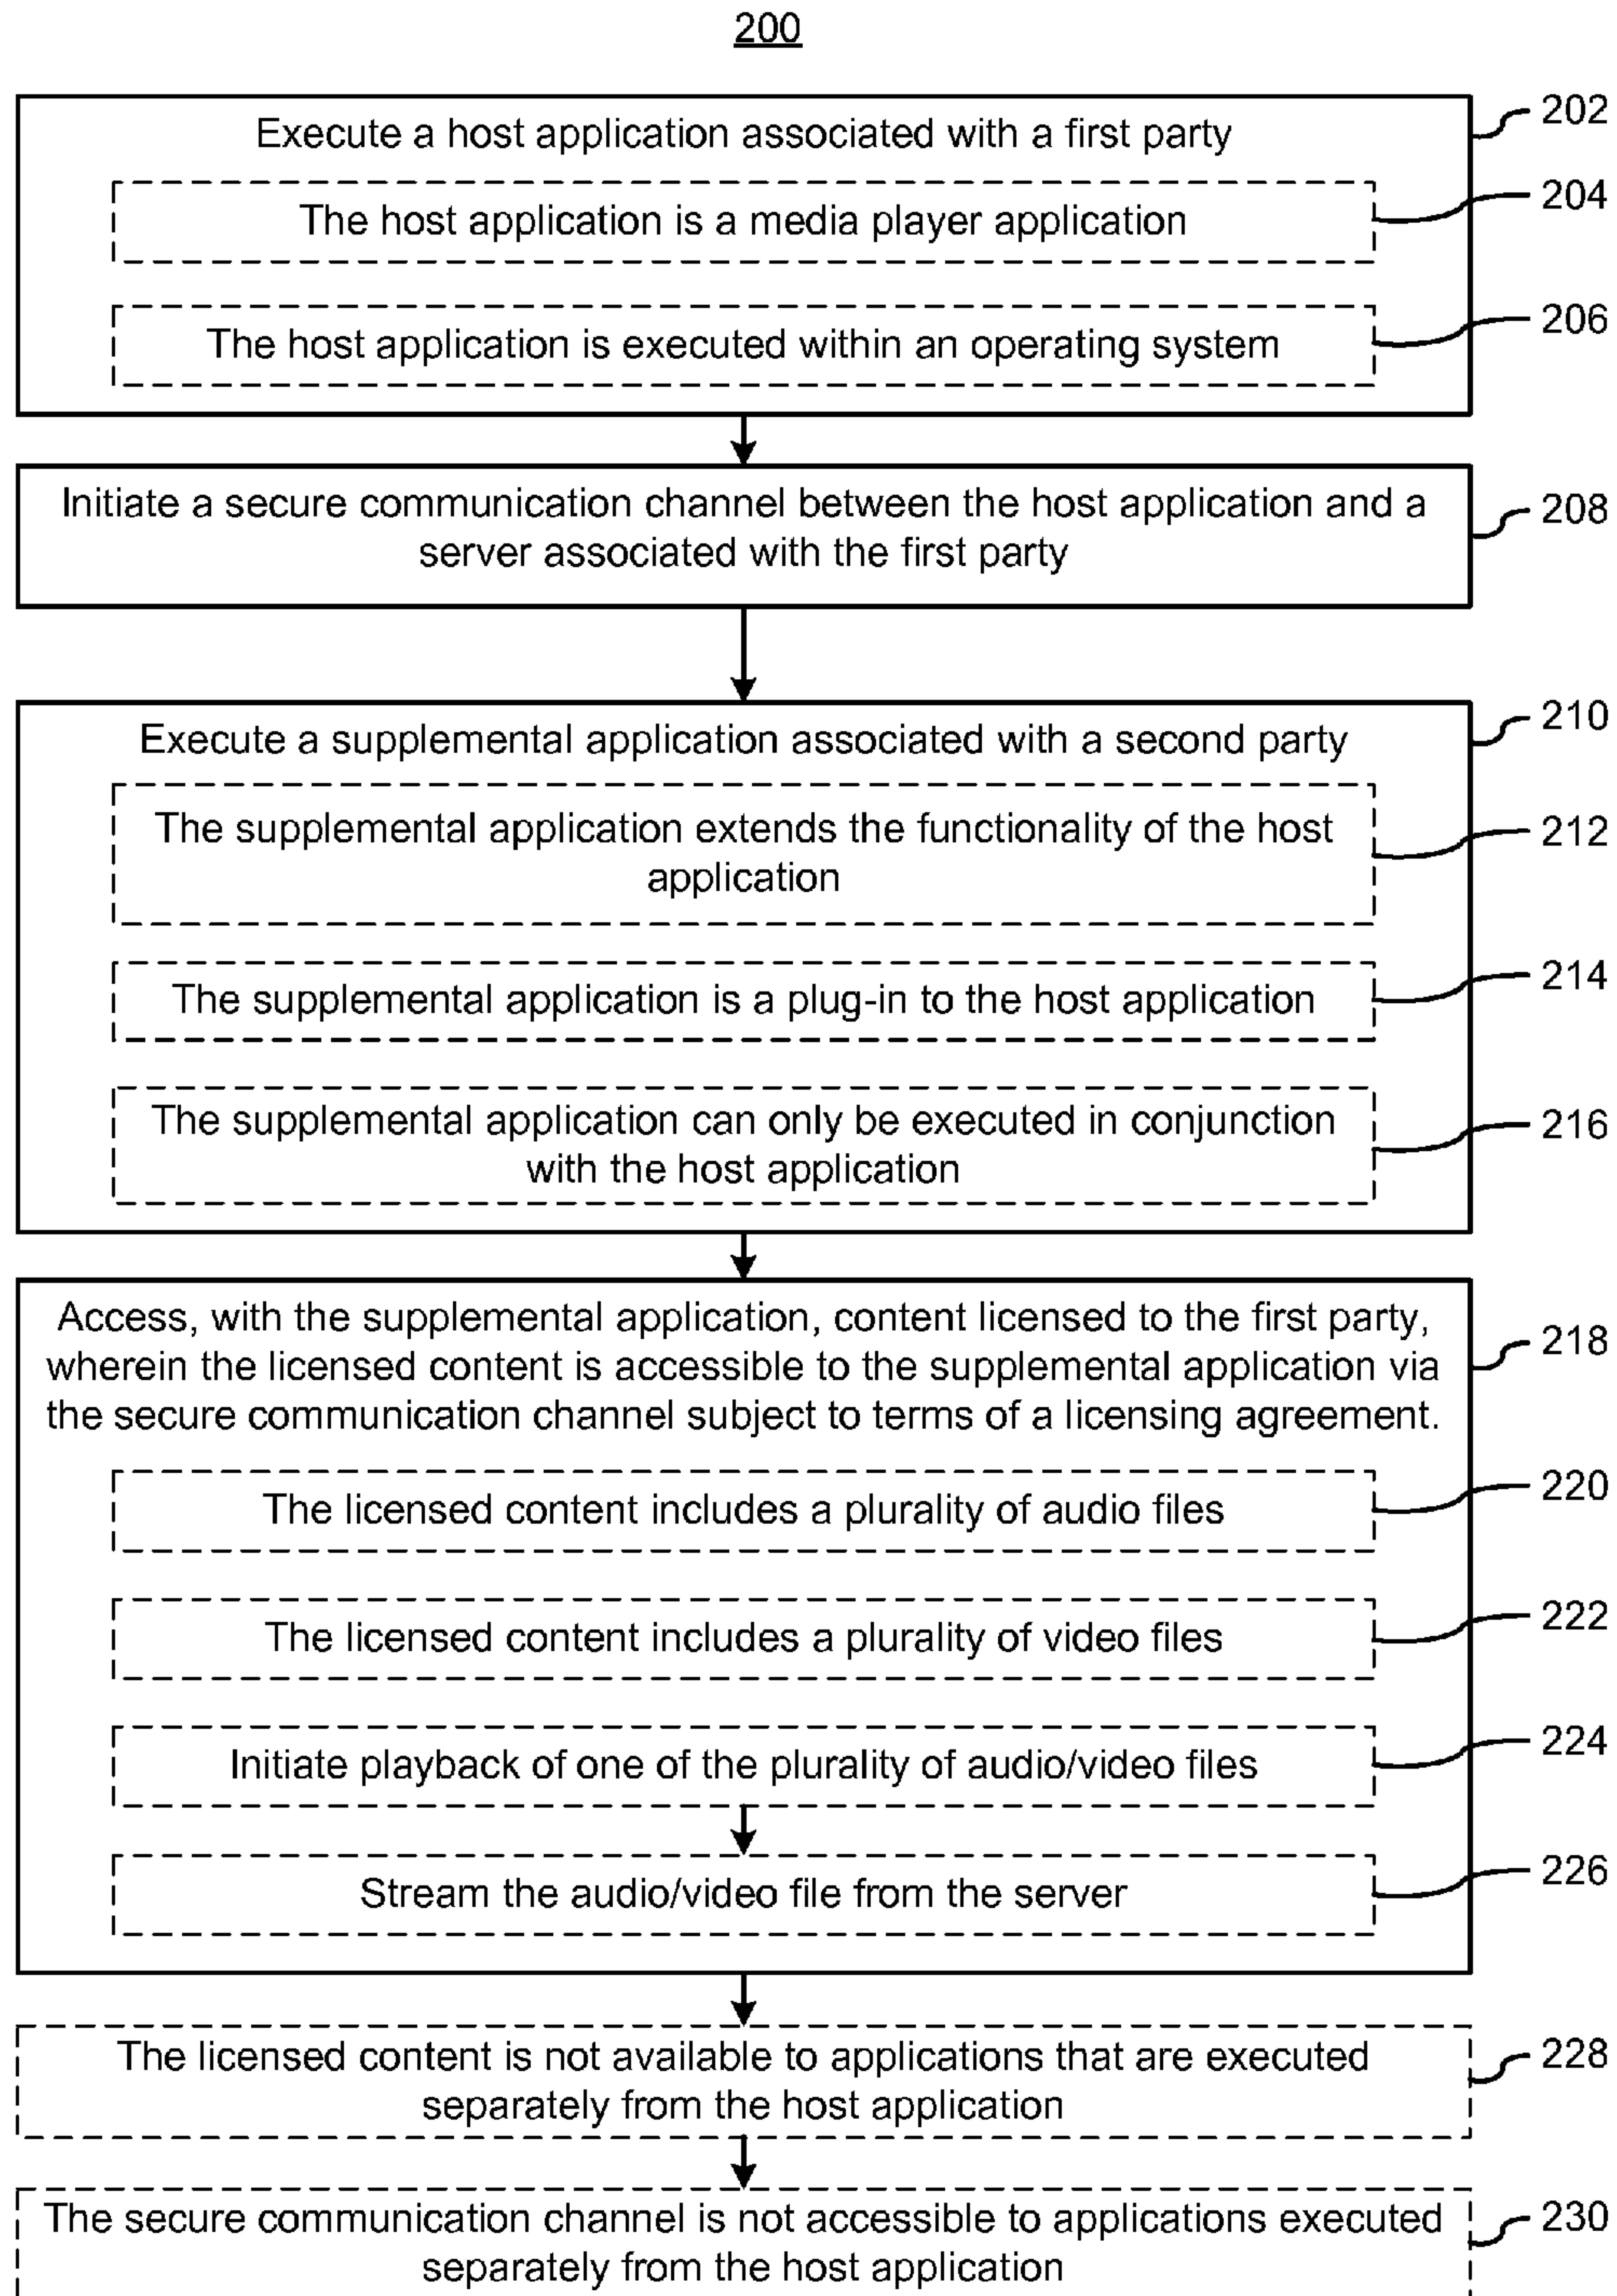 200
Execute a host application associated with a first party
202
The host application is a media player application
204
The host application is executed within an operating system
206
Initiate a secure communication channel between the host application and a
server associated with the first party
208
Execute a supplemental application associated with a second party
210
The supplemental application extends the functionality of the host
application
212
The supplemental application is a plug-in to the host application
214
The supplemental application can only be executed in conjunction
with the host application
216
Access, with the supplemental application, content licensed to the first party,
wherein the licensed content is accessible to the supplemental application via
the secure communication channel subject to terms of a licensing agreement.
218
The licensed content includes a plurality of audio files
220
The licensed content includes a plurality of video files
222
Initiate playback of one of the plurality of audio/video files
224
Stream the audio/video file from the server
226
The licensed content is not available to applications that are executed
separately from the host application
228
The secure communication channel is not accessible to applications executed
separately from the host application
230